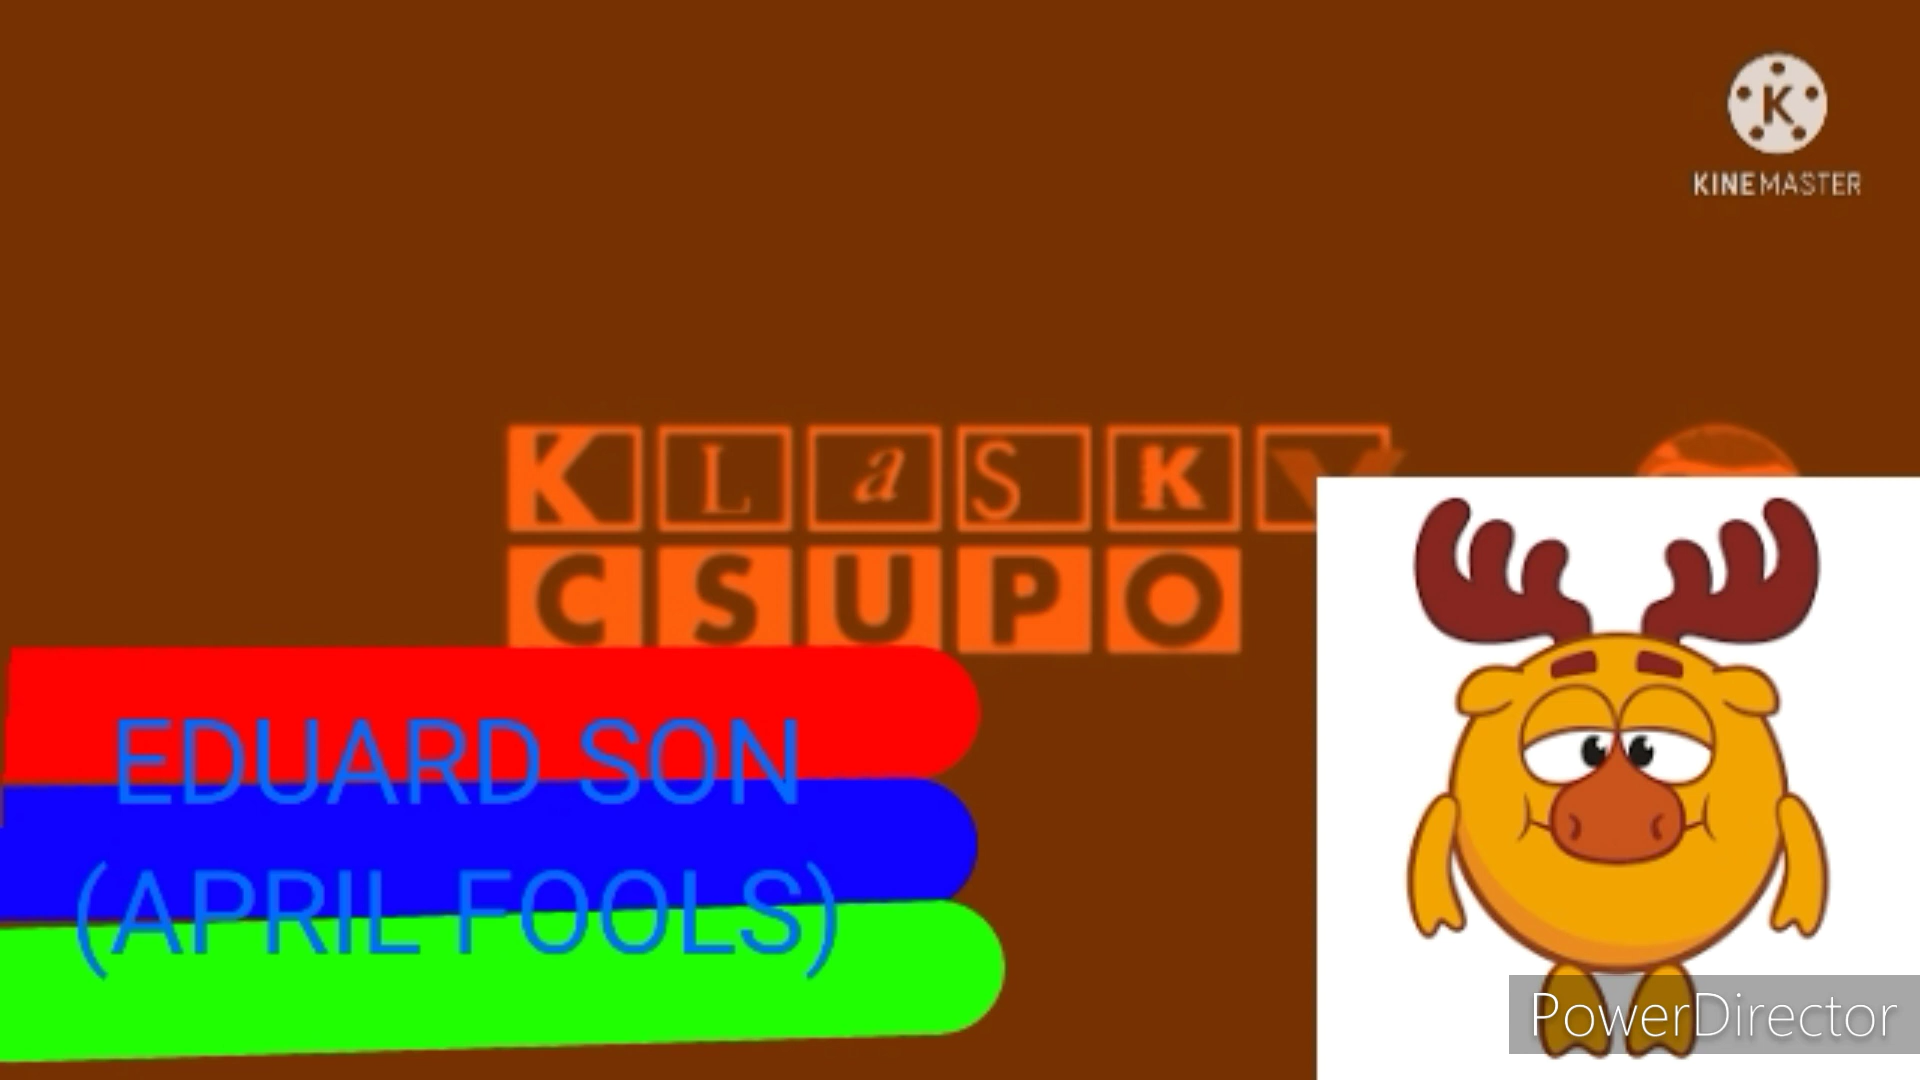 K
KINEMASTER
KLaSKY
CSUPO
EDUARD SON
(APRIL FOOLS)
PowerDirector